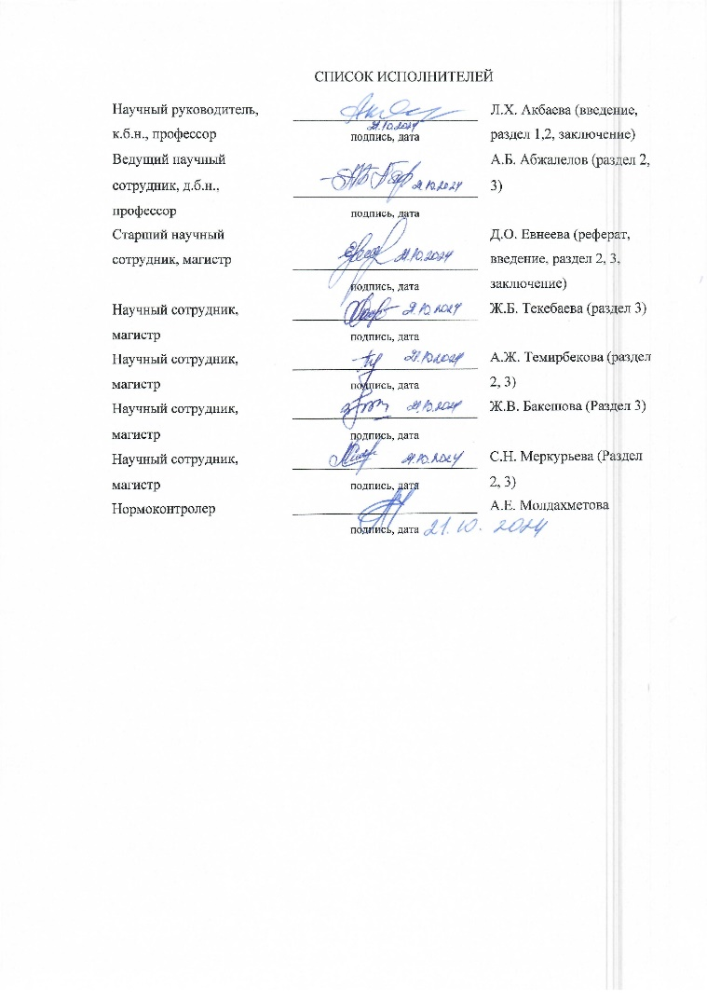 СПИСОК ИСПОЛНИТЕЛЕЙ
Научный руководитель, Л.Х. Акбаева (введение,
21.10.2024
к.б.н., профессор подпись, дата раздел 1,2, заключение)
Ведущий научный А.Б. Абжалелов (раздел 2,
сотрудник, д.б.н., 21.10.2024 3)
профессор подпись, дата
Старший научный Д.О. Евнеева (реферат,
сотрудник, магистр 21.10.2024 введение, раздел 2, 3,
подпись, дата заключение)
Научный сотрудник, 21.10.2024 Ж.Б. Текебаева (раздел 3)
магистр подпись, дата
Научный сотрудник, 21.10.2024 А.Ж. Темирбекова (раздел
магистр подпись, дата 2, 3)
Научный сотрудник, 21.10.2024 Ж.В. Бакешова (Раздел 3)
магистр подпись, дата
Научный сотрудник, 21.10.2024 С.Н. Меркурьева (Раздел
магистр подпись, дата 2, 3)
Нормоконтролер А.Е. Молдахметова
подпись, дата 21.10. 2024